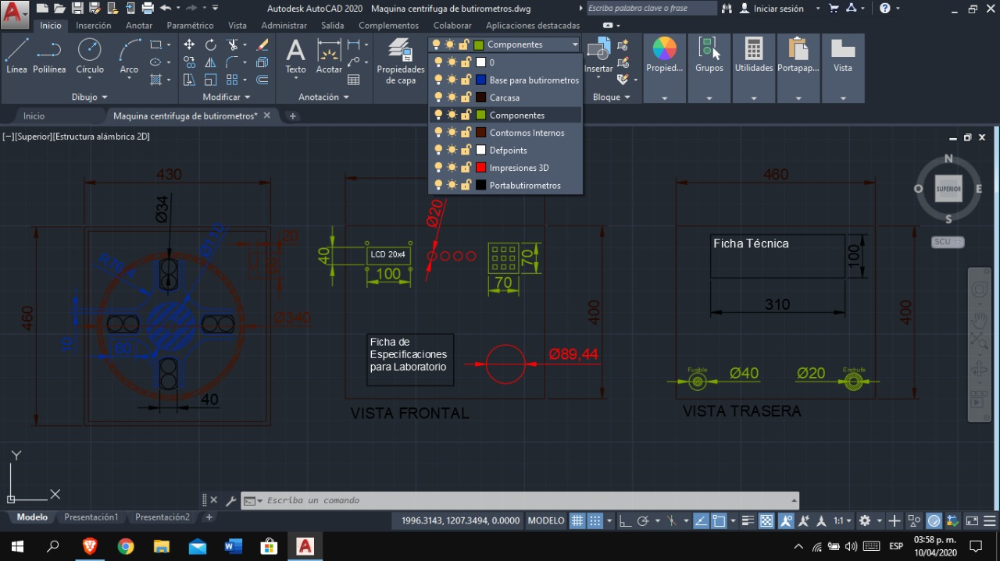 Autodesk AutoCAD 2020 Maquina centrifuga de butirometros.dwg
Escriba palabra clave o frase
Iniciar sesión
Inicio Inserción Anotar Paramétrico Vista Administrar Salida Complementos Colaborar Aplicaciones destacadas
Línea Polilínea Círculo Arco
Texto Acotar
Propiedades de capa
Insertar
Propied... Grupos Utilidades Portapap... Vista
Dibujo Modificar Anotación Bloque
Componentes
0
Base para butirometros
Carcasa
Componentes
Contornos Internos
Defpoints
Impresiones 3D
Portabutirometros
Inicio Maquina centrifuga de butirometros*
[−][Superior][Estructura alámbrica 2D]
N
O SUPERIOR E
S
SCU
430
Ø34
Ø110
R76
20
460
Ø340
10
60
40
Ø20
40
LCD 20x4
100
70
70
400
Ficha de
Especificaciones
para Laboratorio
Ø89,44
VISTA FRONTAL
460
Ficha Técnica
100
310
400
Fusible
Ø40
Ø20
Enchufe
VISTA TRASERA
Y
X
Escriba un comando
Modelo Presentación1 Presentación2
1996.3143, 1207.3494, 0.0000 MODELO
1:1
ESP
03:58 p. m.
10/04/2020